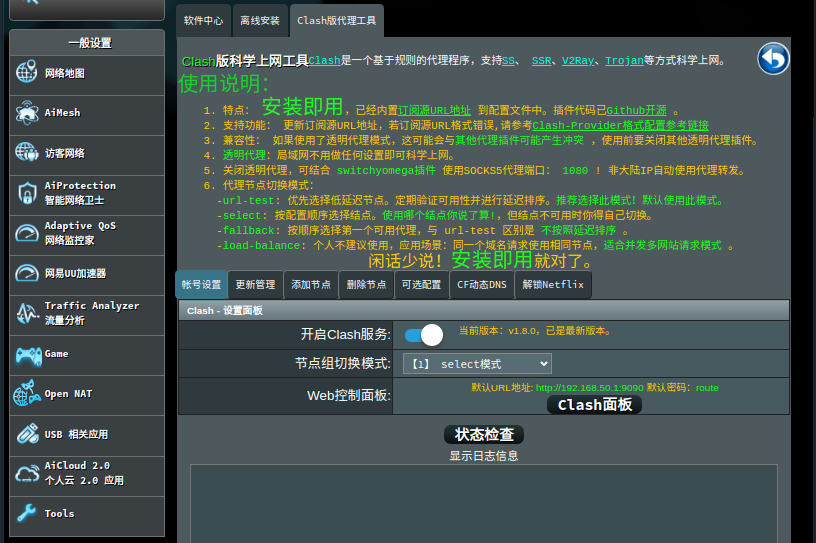 软件中心 离线安装 Clash版代理工具
一般设置
网络地图
AiMesh
访客网络
AiProtection
智能网络卫士
Adaptive QoS
网络监控家
网易UU加速器
Traffic Analyzer
流量分析
Game
Open NAT
USB 相关应用
AiCloud 2.0
个人云 2.0 应用
Tools
Clash版科学上网工具Clash是一个基于规则的代理程序，支持SS、 SSR、V2Ray、Trojan等方式科学上网。
使用说明：
1. 特点： 安装即用，已经内置订阅源URL地址 到配置文件中。插件代码已Github开源 。
2. 支持功能： 更新订阅源URL地址，若订阅源URL格式错误,请参考Clash-Provider格式配置参考链接
3. 兼容性： 如果使用了透明代理模式，这可能会与其他代理插件可能产生冲突 ，使用前要关闭其他透明代理插件。
4. 透明代理：局域网不用做任何设置即可科学上网。
5. 关闭透明代理，可结合 switchyomega插件 使用SOCKS5代理端口： 1080 ！非大陆IP自动使用代理转发。
6. 代理节点切换模式：
-url-test: 优先选择低延迟节点。定期验证可用性并进行延迟排序。推荐选择此模式！默认使用此模式。
-select: 按配置顺序选择结点。使用哪个结点你说了算!，但结点不可用时你得自己切换。
-fallback: 按顺序选择第一个可用代理，与 url-test 区别是 不按照延迟排序 。
-load-balance: 个人不建议使用，应用场景：同一个域名请求使用相同节点，适合并发多网站请求模式 。
闲话少说！安装即用就对了。
帐号设置 更新管理 添加节点 删除节点 可选配置 CF动态DNS 解锁Netflix
Clash - 设置面板
开启Clash服务: 当前版本：v1.8.0，已是最新版本。
节点组切换模式: 【1】 select模式
Web控制面板: 默认URL地址: http://192.168.50.1:9090 默认密码：route
Clash面板
状态检查
显示日志信息